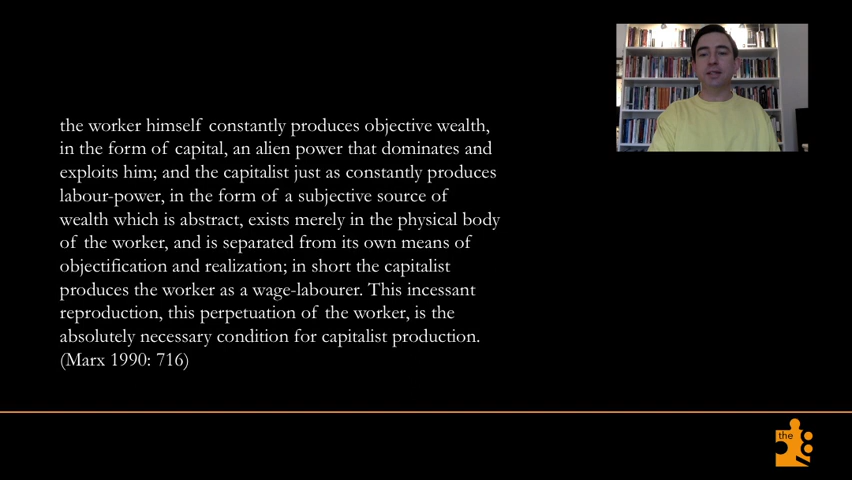 the worker himself constantly produces objective wealth,
in the form of capital, an alien power that dominates and
exploits him; and the capitalist just as constantly produces
labour-power, in the form of a subjective source of
wealth which is abstract, exists merely in the physical body
of the worker, and is separated from its own means of
objectification and realization; in short the capitalist
produces the worker as a wage-labourer. This incessant
reproduction, this perpetuation of the worker, is the
absolutely necessary condition for capitalist production.
(Marx 1990: 716)
the